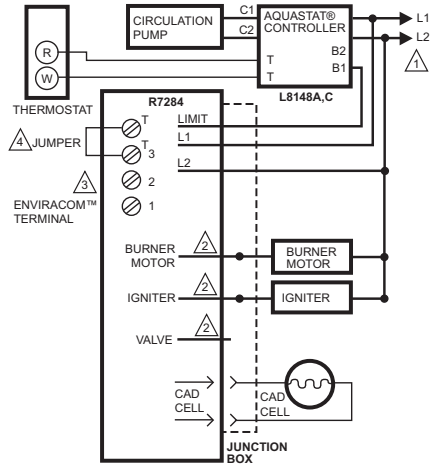 CIRCULATION
PUMP
C1
C2
AQUASTAT®
CONTROLLER
B2
B1
T
T
L1
L2
1
R
W
THERMOSTAT
L8148A,C
R7284
T
LIMIT
4 JUMPER
L1
T
3
L2
3
2
ENVIRACOM™
TERMINAL
1
BURNER
MOTOR
2
BURNER
MOTOR
IGNITER
2
IGNITER
VALVE
2
CAD
CELL
CAD
CELL
JUNCTION
BOX